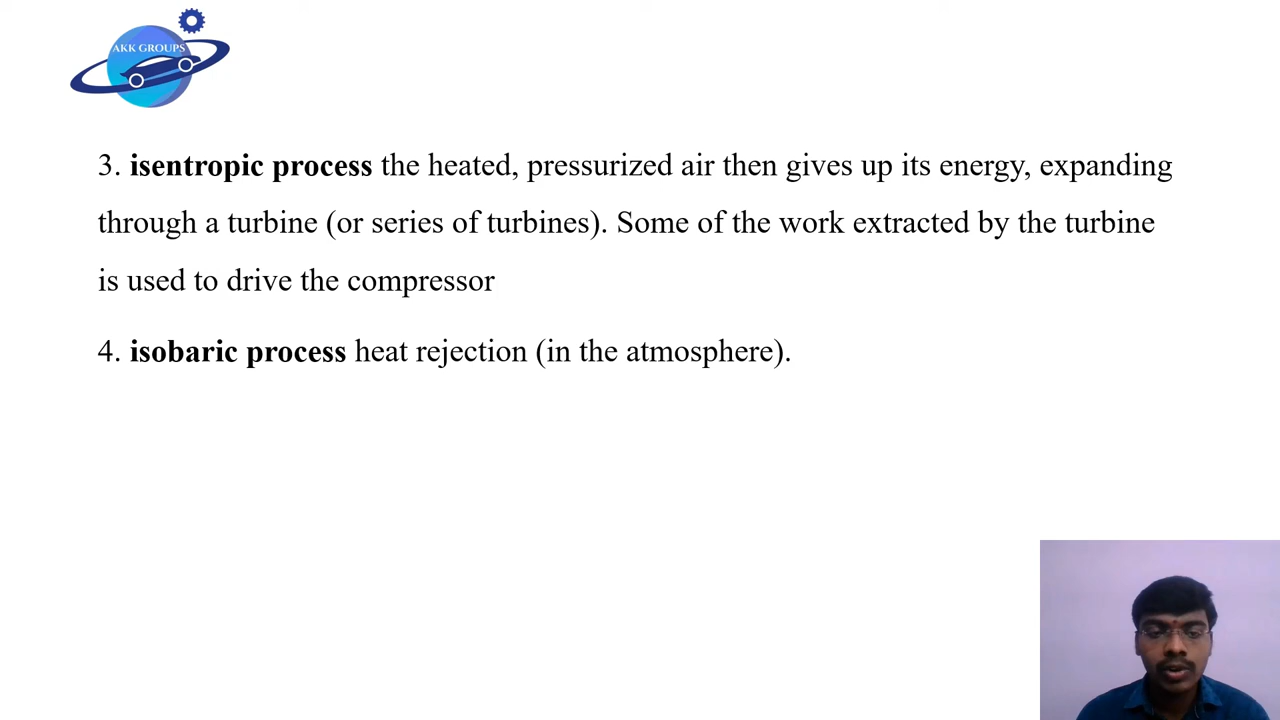 AKK GROUPS
3. isentropic process the heated, pressurized air then gives up its energy, expanding
through a turbine (or series of turbines). Some of the work extracted by the turbine
is used to drive the compressor
4. isobaric process heat rejection (in the atmosphere).